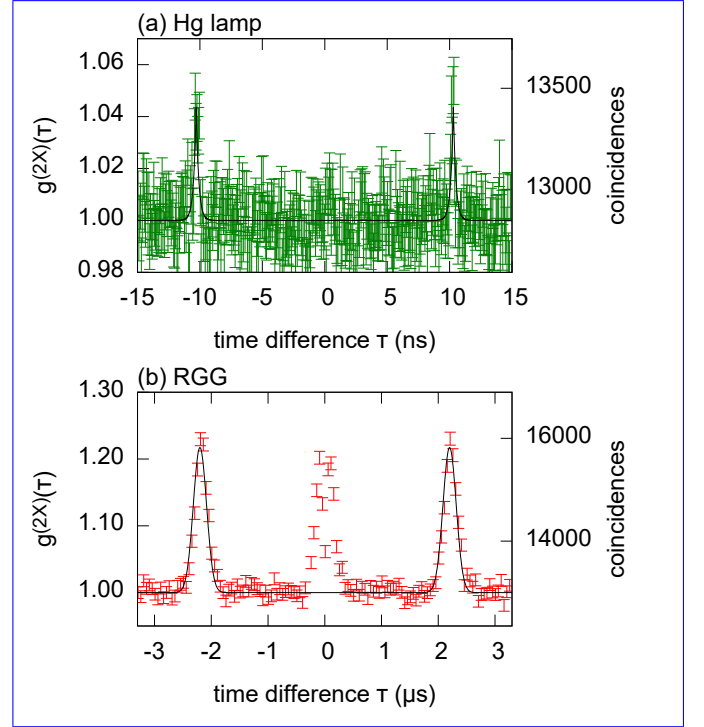 (a) Hg lamp
1.06
1.04
1.02
1.00
0.98
g(2X)(τ)
13500
13000
coincidences
-15 -10 -5 0 5 10 15
time difference τ (ns)
(b) RGG
1.30
1.20
1.10
1.00
g(2X)(τ)
16000
14000
coincidences
-3 -2 -1 0 1 2 3
time difference τ (μs)